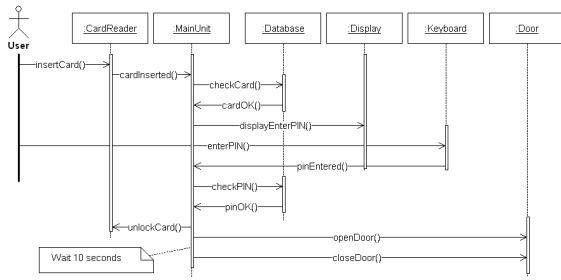 :CardReader
:MainUnit
:Database
:Display
:Keyboard
:Door
User
insertCard()
cardInserted()
checkCard()
cardOK()
displayEnterPIN()
enterPIN()
pinEntered()
checkPIN()
pinOK()
unlockCard()
openDoor()
Wait 10 seconds
closeDoor()